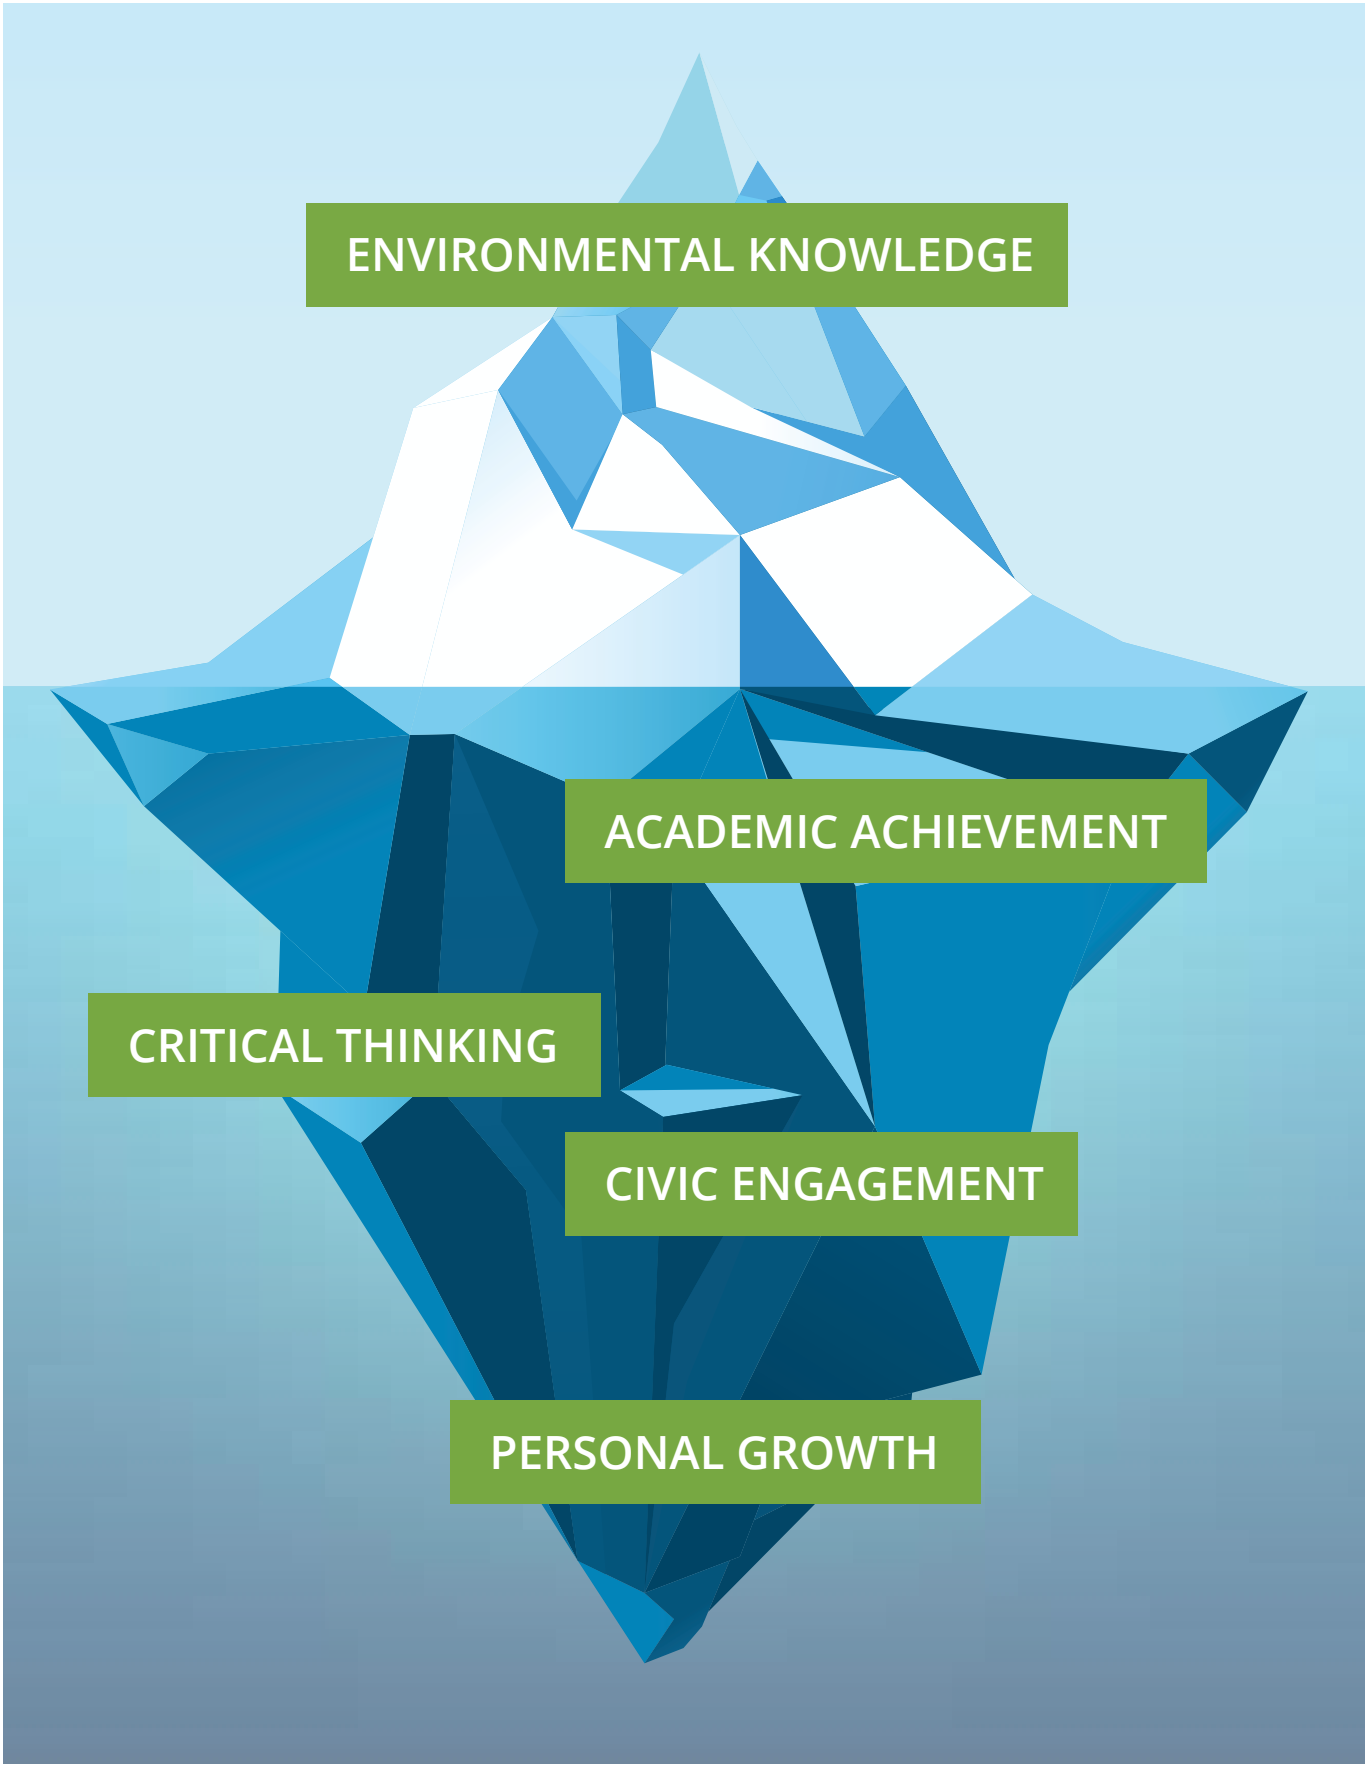 ENVIRONMENTAL KNOWLEDGE
ACADEMIC ACHIEVEMENT
CRITICAL THINKING
CIVIC ENGAGEMENT
PERSONAL GROWTH